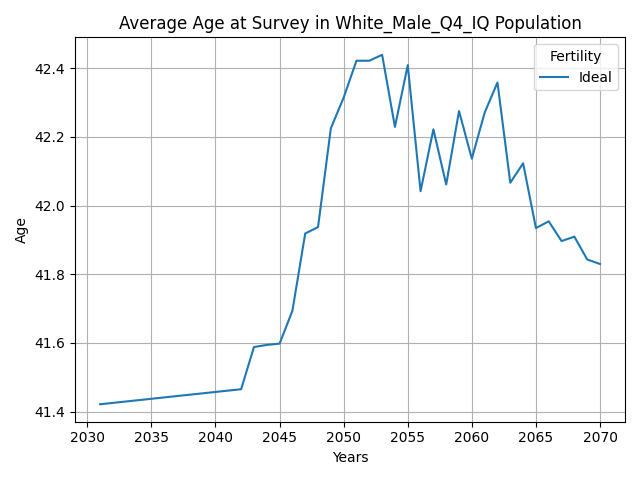 Average Age at Survey in White_Male_Q4_IQ Population
Fertility
Ideal
Age
42.4
42.2
42.0
41.8
41.6
41.4
2030 2035 2040 2045 2050 2055 2060 2065 2070
Years